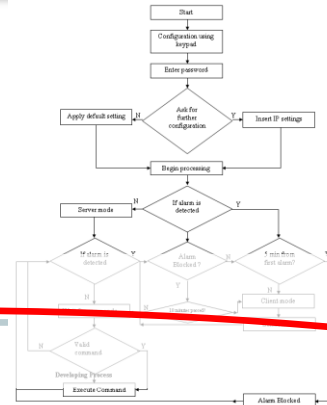 Start
Configuration using
keypad
Enter password
Ask for
further
configuration
N
Y
Apply default setting
Insert IP settings
Begin processing
If alarm is
detected
N
Y
Server mode
If alarm is
detected
Y
Alarm
Blocked ?
N
5 min from
first alarm?
Y
N
Y
N
Client mode
N
N
Valid
command
Y
Developing Process
Execute Command
Alarm Blocked